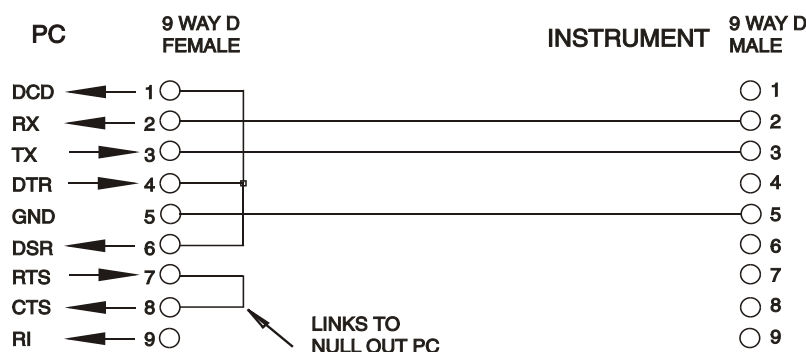 PC
9 WAY D
FEMALE
INSTRUMENT
9 WAY D
MALE
DCD 1 1
RX 2 2
TX 3 3
DTR 4 4
GND 5 5
DSR 6 6
RTS 7 7
CTS 8 8
RI 9 9
LINKS TO
NULL OUT PC